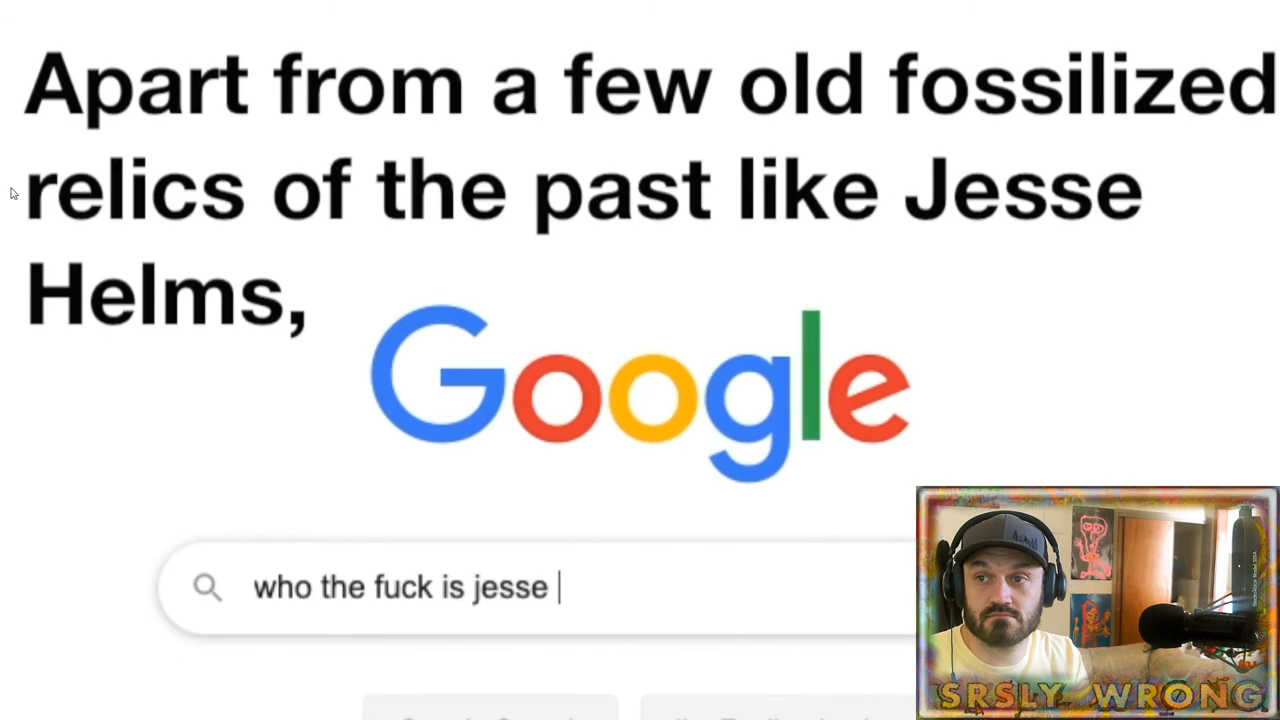 Apart from a few old fossilized
relics of the past like Jesse
Helms,
Google
who the fuck is jesse
SRSLY WRONG